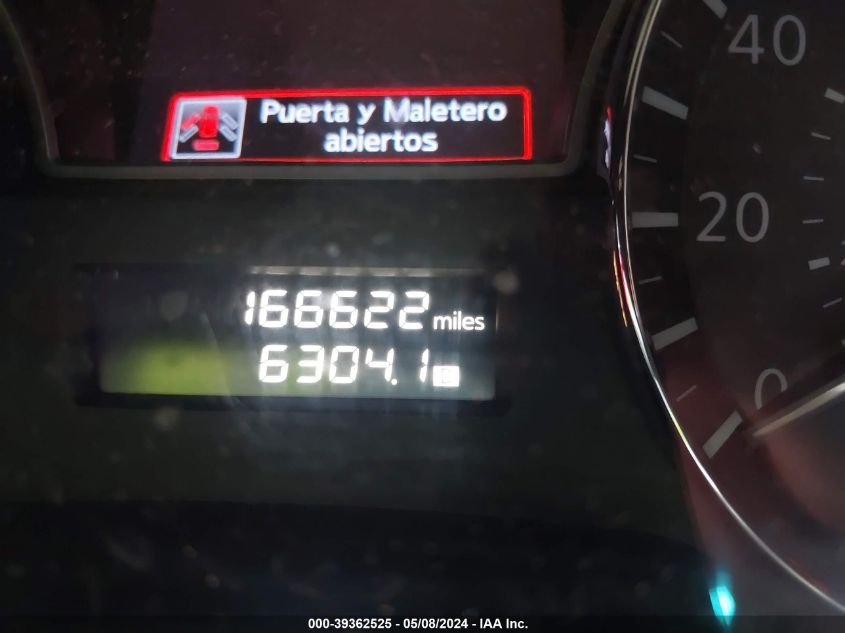 Puerta y Maletero
abiertos
40
20
0
166622 miles
6304.1 B
000-39362525 - 05/08/2024 - IAA Inc.